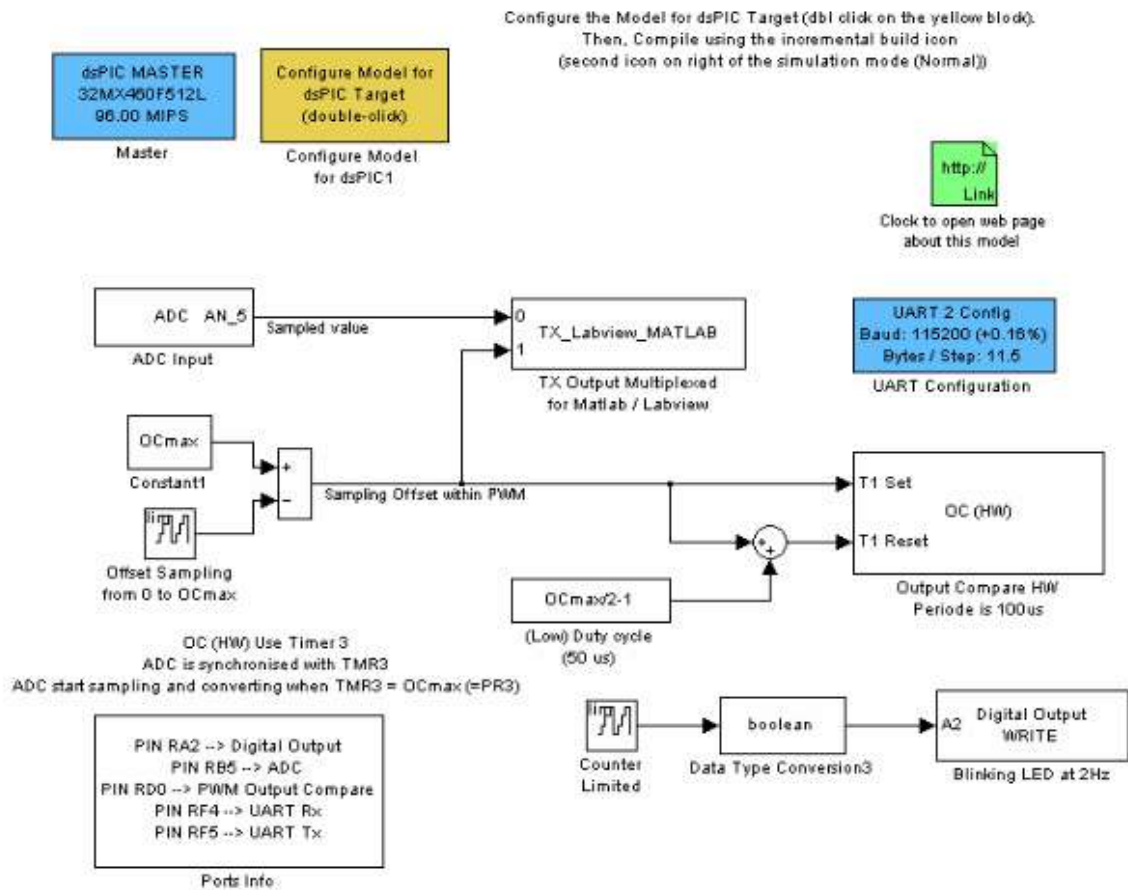 Configure the Model for dsPIC Target (dbl click on the yellow block).
Then, Compile using the incremental build icon
(second icon on right of the simulation mode (Normal))
dsPIC MASTER
32MX460F512L
96.00 MIPS
Master
Configure Model for
dsPIC Target
(double-click)
Configure Model
for dsPIC1
http://
Link
Clock to open web page
about this model
ADC AN_5
ADC Input
Sampled value
0
1
TX_Labview_MATLAB
TX Output Multiplexed
for Matlab / Labview
UART 2 Config
Baud: 115200 (+0.16%)
Bytes / Step: 11.5
UART Configuration
OCmax
Constant1
+
−
Sampling Offset within PWM
lim
Offset Sampling
from 0 to OCmax
T1 Set
OC (HW)
T1 Reset
Output Compare HW
Periode is 100us
+
+
OCmax/2-1
(Low) Duty cycle
(50 us)
OC (HW) Use Timer 3
ADC is synchronised with TMR3
ADC start sampling and converting when TMR3 = OCmax (=PR3)
PIN RA2 --> Digital Output
PIN RB5 --> ADC
PIN RD0 --> PWM Output Compare
PIN RF4 --> UART Rx
PIN RF5 --> UART Tx
Ports Info
lim
Counter
Limited
boolean
Data Type Conversion3
A2
Digital Output
WRITE
Blinking LED at 2Hz